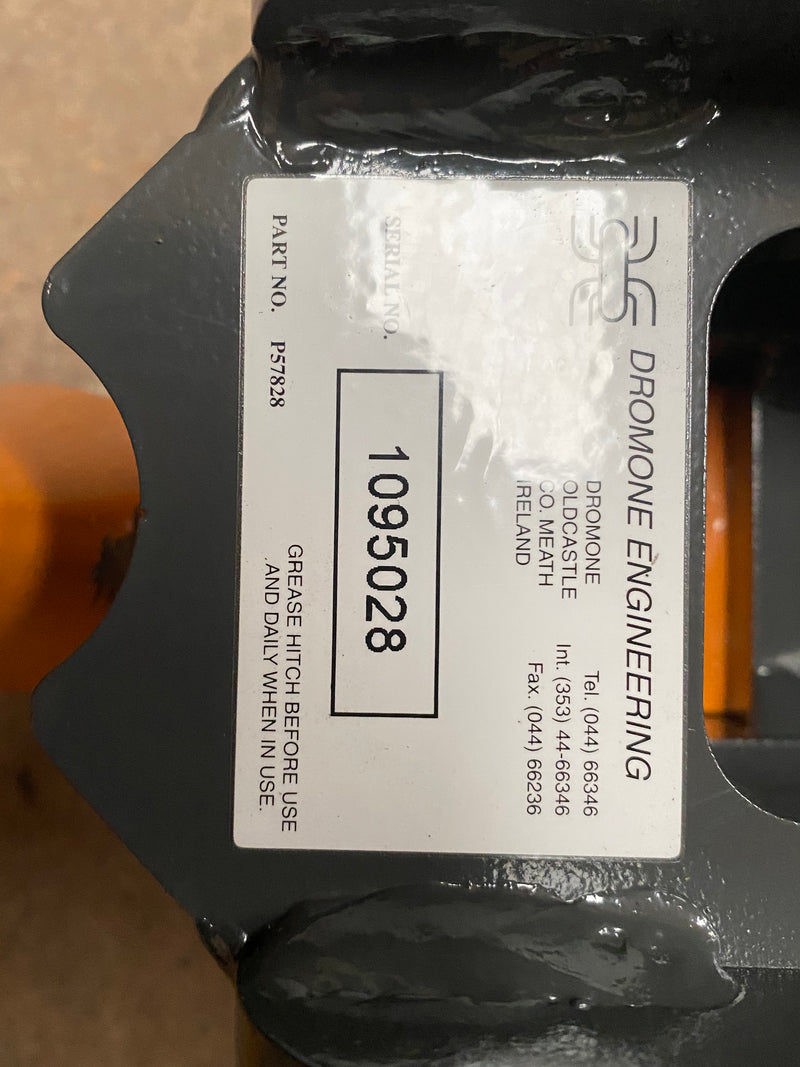 DROMONE ENGINEERING
DROMONE
OLDCASTLE
CO. MEATH
IRELAND
Tel. (044) 66346
Int. (353) 44-66346
Fax. (044) 66236
SERIAL NO.
1095028
PART NO. P57828
GREASE HITCH BEFORE USE
AND DAILY WHEN IN USE.